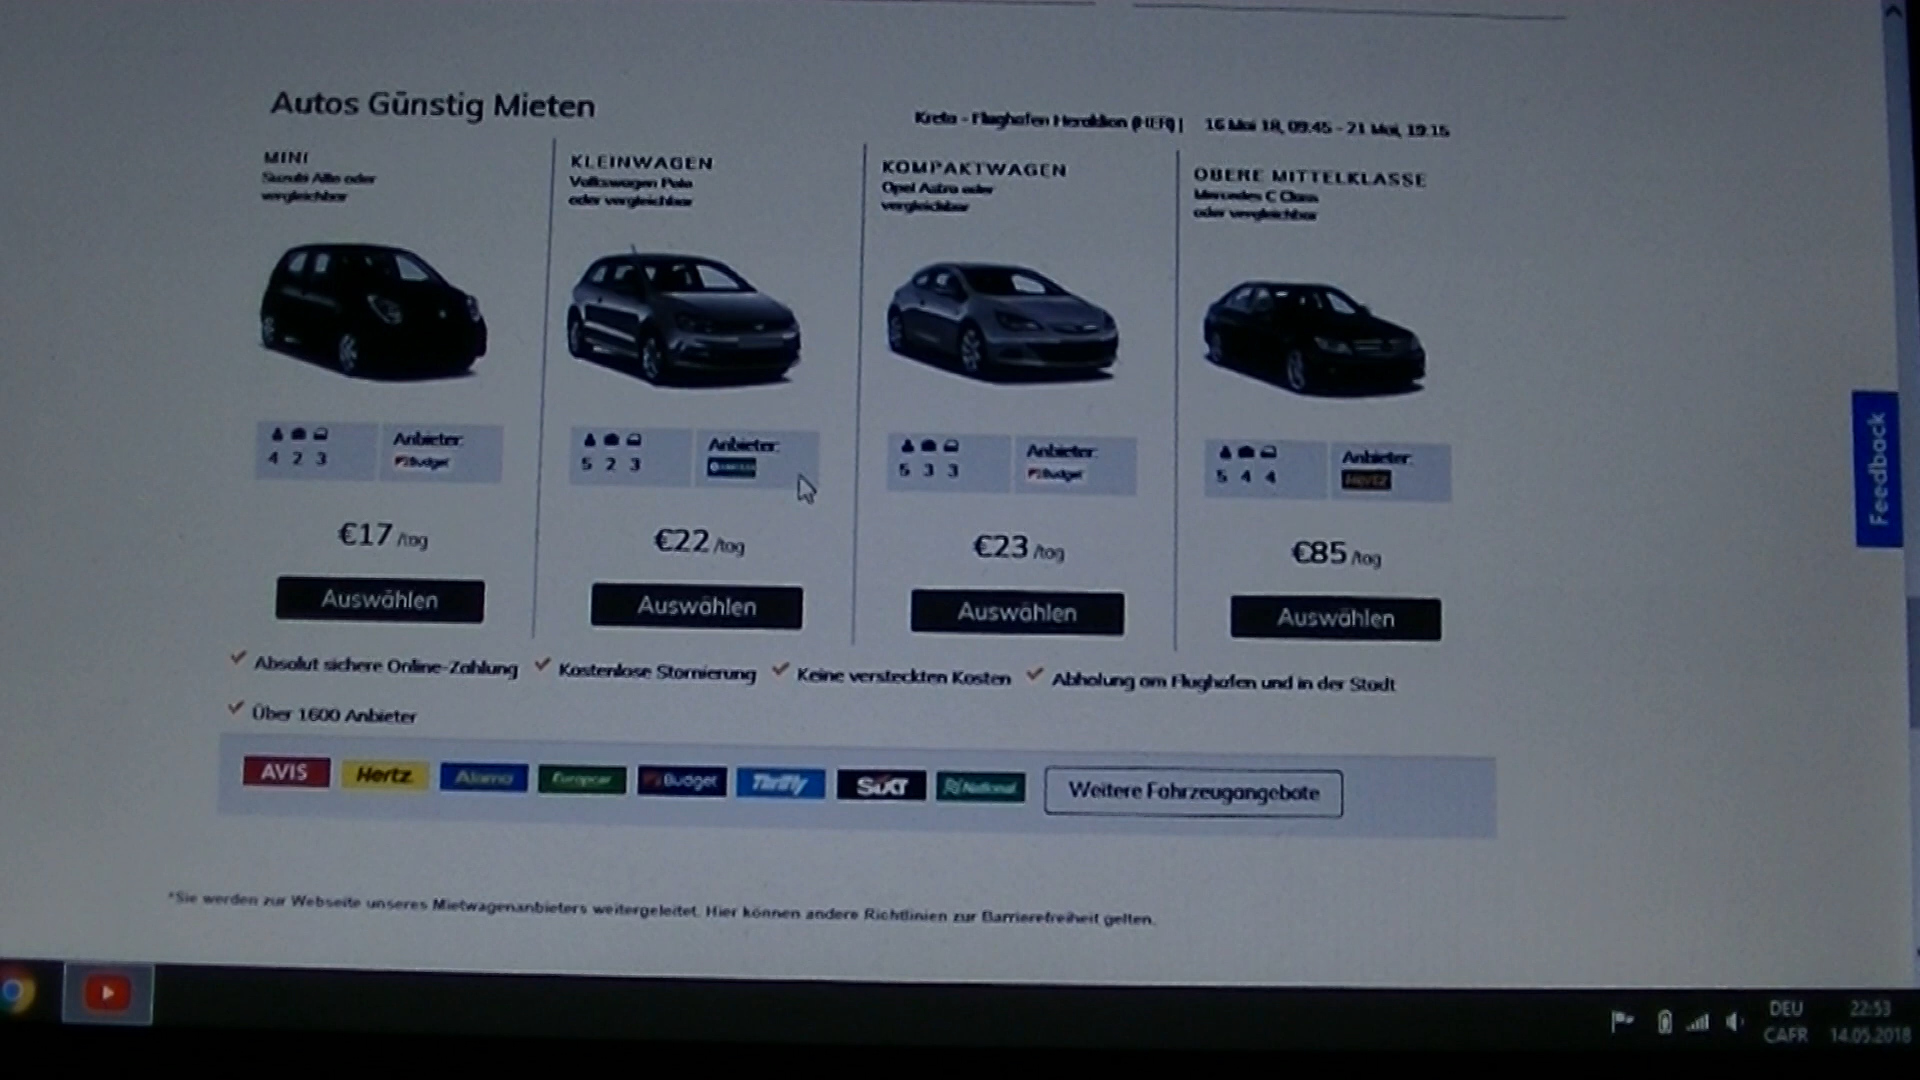 Autos Günstig Mieten
Kreta - Flughafen Heraklion (HER) | 16 Mai 18, 09:45 - 21 Mai, 19:15
MINI
Suzuki Alto oder
vergleichbar
KLEINWAGEN
Volkswagen Polo
oder vergleichbar
KOMPAKTWAGEN
Opel Astra oder
vergleichbar
OBERE MITTELKLASSE
Mercedes C Class
oder vergleichbar
4 2 3
Anbieter:
Budget
5 2 3
Anbieter:
5 3 3
Anbieter:
Budget
5 4 4
Anbieter:
Hertz
€17 /tag
€22 /tag
€23 /tag
€85 /tag
Auswählen
Auswählen
Auswählen
Auswählen
Absolut sichere Online-Zahlung
Kostenlose Stornierung
Keine versteckten Kosten
Abholung am Flughafen und in der Stadt
Über 1600 Anbieter
AVIS
Hertz
Alamo
Europcar
Budget
Thrifty
SIXT
National
Weitere Fahrzeugangebote
*Sie werden zur Webseite unseres Mietwagenanbieters weitergeleitet. Hier können andere Richtlinien zur Barrierefreiheit gelten.
Feedback
DEU
CAFR
22:53
14.05.2018